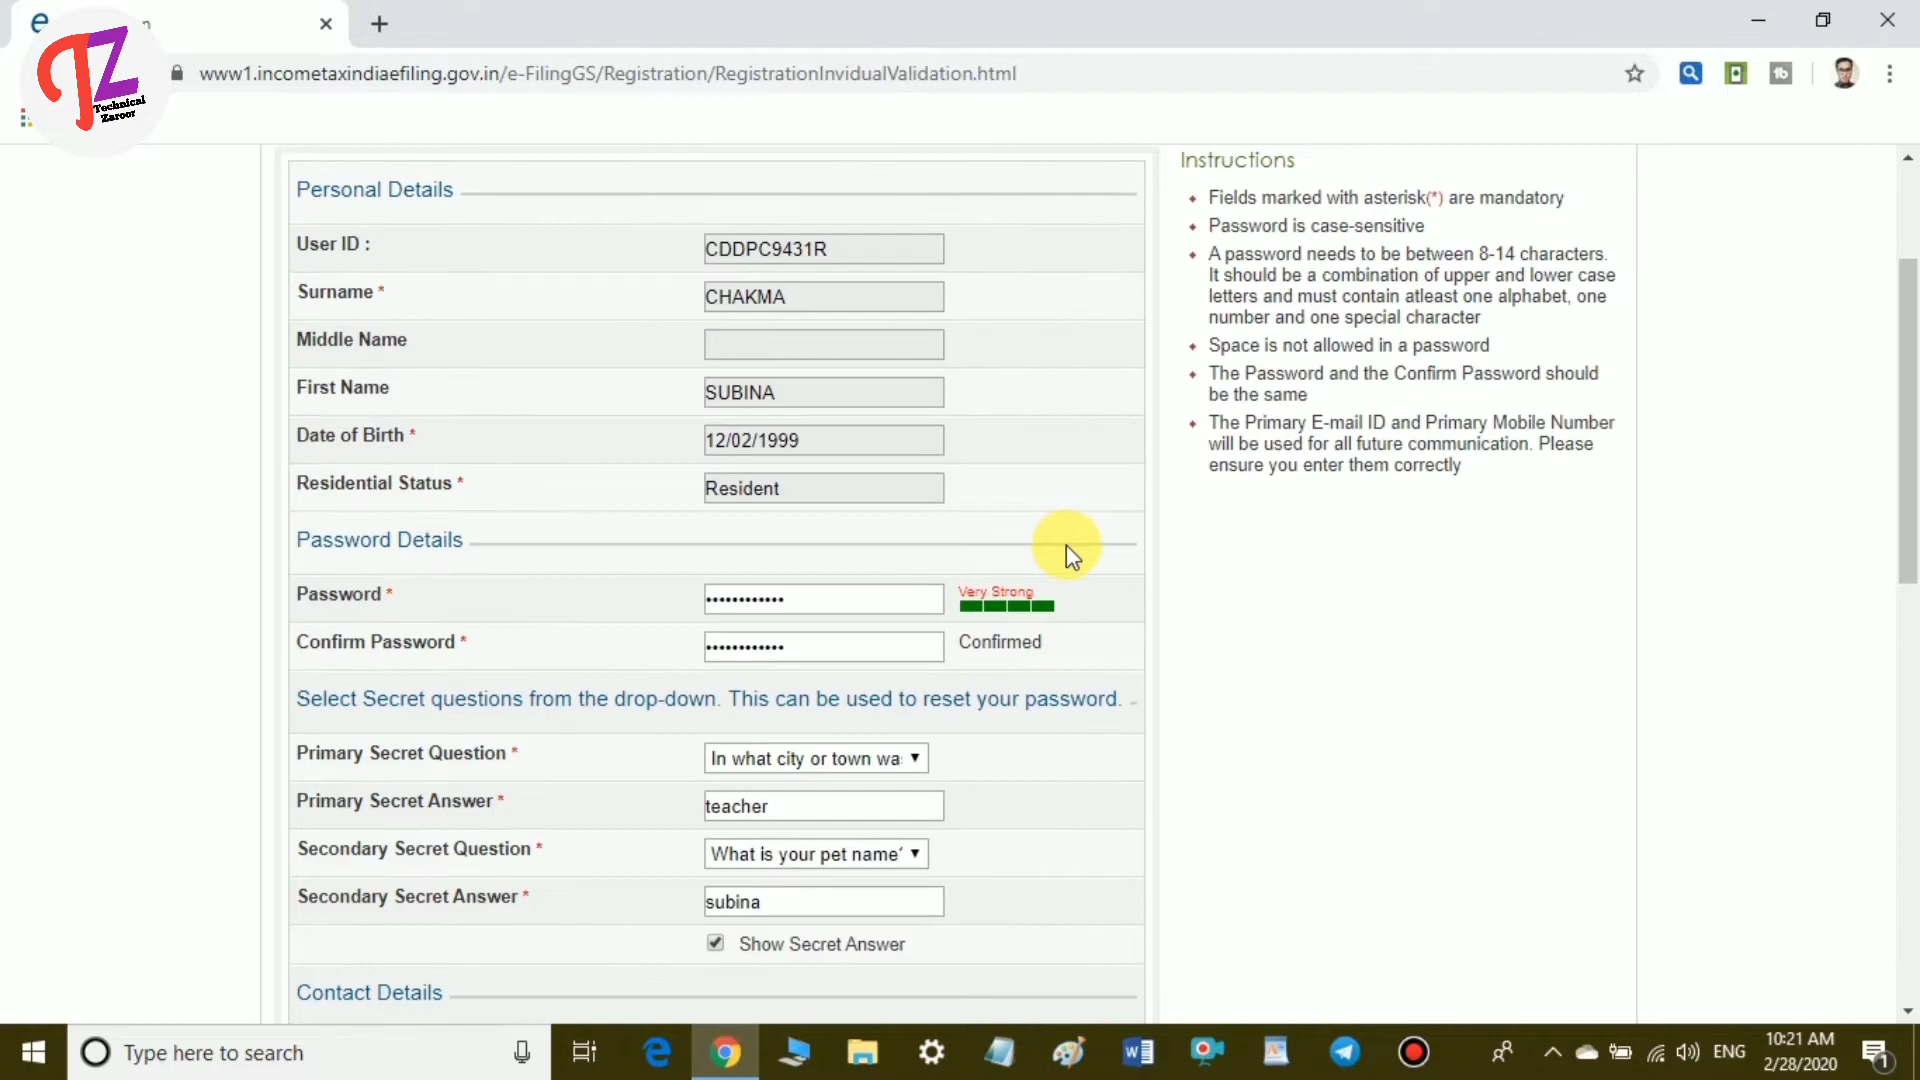 TZ
Technical
Zaroor
n
www1.incometaxindiaefiling.gov.in/e-FilingGS/Registration/RegistrationInvidualValidation.html
Personal Details
User ID :
CDDPC9431R
Surname *
CHAKMA
Middle Name
First Name
SUBINA
Date of Birth *
12/02/1999
Residential Status *
Resident
Password Details
Password *
••••••••••••
Very Strong
Confirm Password *
••••••••••••
Confirmed
Select Secret questions from the drop-down. This can be used to reset your password.
Primary Secret Question *
In what city or town wa
Primary Secret Answer *
teacher
Secondary Secret Question *
What is your pet name'
Secondary Secret Answer *
subina
Show Secret Answer
Contact Details
Instructions
Fields marked with asterisk(*) are mandatory
Password is case-sensitive
A password needs to be between 8-14 characters.
It should be a combination of upper and lower case
letters and must contain atleast one alphabet, one
number and one special character
Space is not allowed in a password
The Password and the Confirm Password should
be the same
The Primary E-mail ID and Primary Mobile Number
will be used for all future communication. Please
ensure you enter them correctly
Type here to search
ENG
10:21 AM
2/28/2020
1